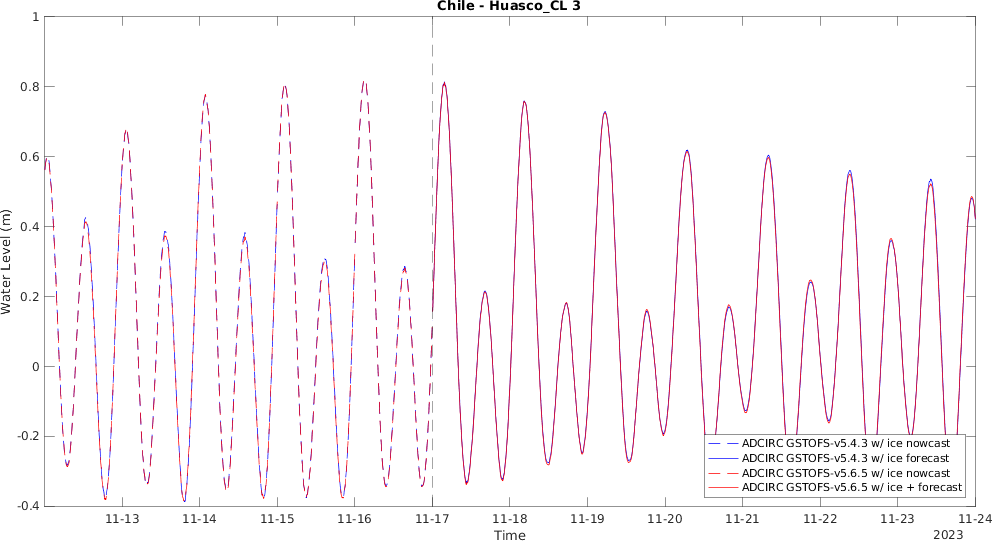 Chile - Huasco_CL 3
1
0.8
0.6
0.4
0.2
0
-0.2
-0.4
Water Level (m)
ADCIRC GSTOFS-v5.4.3 w/ ice nowcast
ADCIRC GSTOFS-v5.4.3 w/ ice forecast
ADCIRC GSTOFS-v5.6.5 w/ ice nowcast
ADCIRC GSTOFS-v5.6.5 w/ ice + forecast
11-13 11-14 11-15 11-16 11-17 11-18 11-19 11-20 11-21 11-22 11-23 11-24
Time
2023